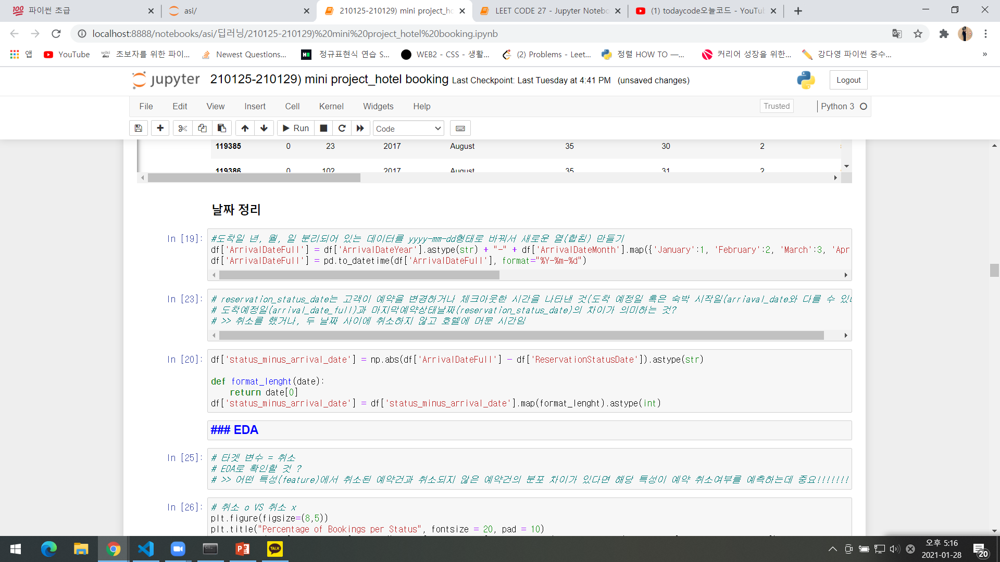 파이썬 초급
asi/
210125-210129) mini project_ho
LEET CODE 27 - Jupyter Notebo
(1) todaycode오늘코드 - YouTub
localhost:8888/notebooks/asi/딥러닝/210125-210129)%20mini%20project_hotel%20booking.ipynb
앱
YouTube
초보자를 위한 파이...
Newest Questions...
정규표현식 연습 S...
WEB2 - CSS - 생활...
(2) Problems - Leet...
정렬 HOW TO —...
커리어 성장을 위한...
강다영 파이썬 중수...
»
jupyter
210125-210129) mini project_hotel booking Last Checkpoint: Last Tuesday at 4:41 PM (unsaved changes)
Logout
File Edit View Insert Cell Kernel Widgets Help
Trusted
Python 3
Run
Code
119385 0 23 2017 August 35 30 2
119386 0 102 2017 August 35 31 2
날짜 정리
In [19]:
#도착일 년, 월, 일 분리되어 있는 데이터를 yyyy-mm-dd형태로 바꿔서 새로운 열(합침) 만들기
df['ArrivalDateFull'] = df['ArrivalDateYear'].astype(str) + "-" + df['ArrivalDateMonth'].map({'January':1, 'February':2, 'March':3, 'Apr
df['ArrivalDateFull'] = pd.to_datetime(df['ArrivalDateFull'], format="%Y-%m-%d")
In [23]:
# reservation_status_date는 고객이 예약을 변경하거나 체크아웃한 시간을 나타낸 것(도착 예정일 혹은 숙박 시작일(arriaval_date와 다를 수 있
# 도착예정일(arrival_date_full)과 마지막예약상태날짜(reservation_status_date)의 차이가 의미하는 것?
# >> 취소를 했거나, 두 날짜 사이에 취소하지 않고 호텔에 머문 시간임
In [20]:
df['status_minus_arrival_date'] = np.abs(df['ArrivalDateFull'] - df['ReservationStatusDate']).astype(str)
def format_lenght(date):
return date[0]
df['status_minus_arrival_date'] = df['status_minus_arrival_date'].map(format_lenght).astype(int)
### EDA
In [25]:
# 타겟 변수 = 취소
# EDA로 확인할 것 ?
# >> 어떤 특성(feature)에서 취소된 예약건과 취소되지 않은 예약건의 분포 차이가 있다면 해당 특성이 예약 취소여부를 예측하는데 중요!!!!!!!
In [26]:
# 취소 o VS 취소 x
plt.figure(figsize=(8,5))
plt.title("Percentage of Bookings per Status", fontsize = 20, pad = 10)
TALK
오후 5:16
2021-01-28
20